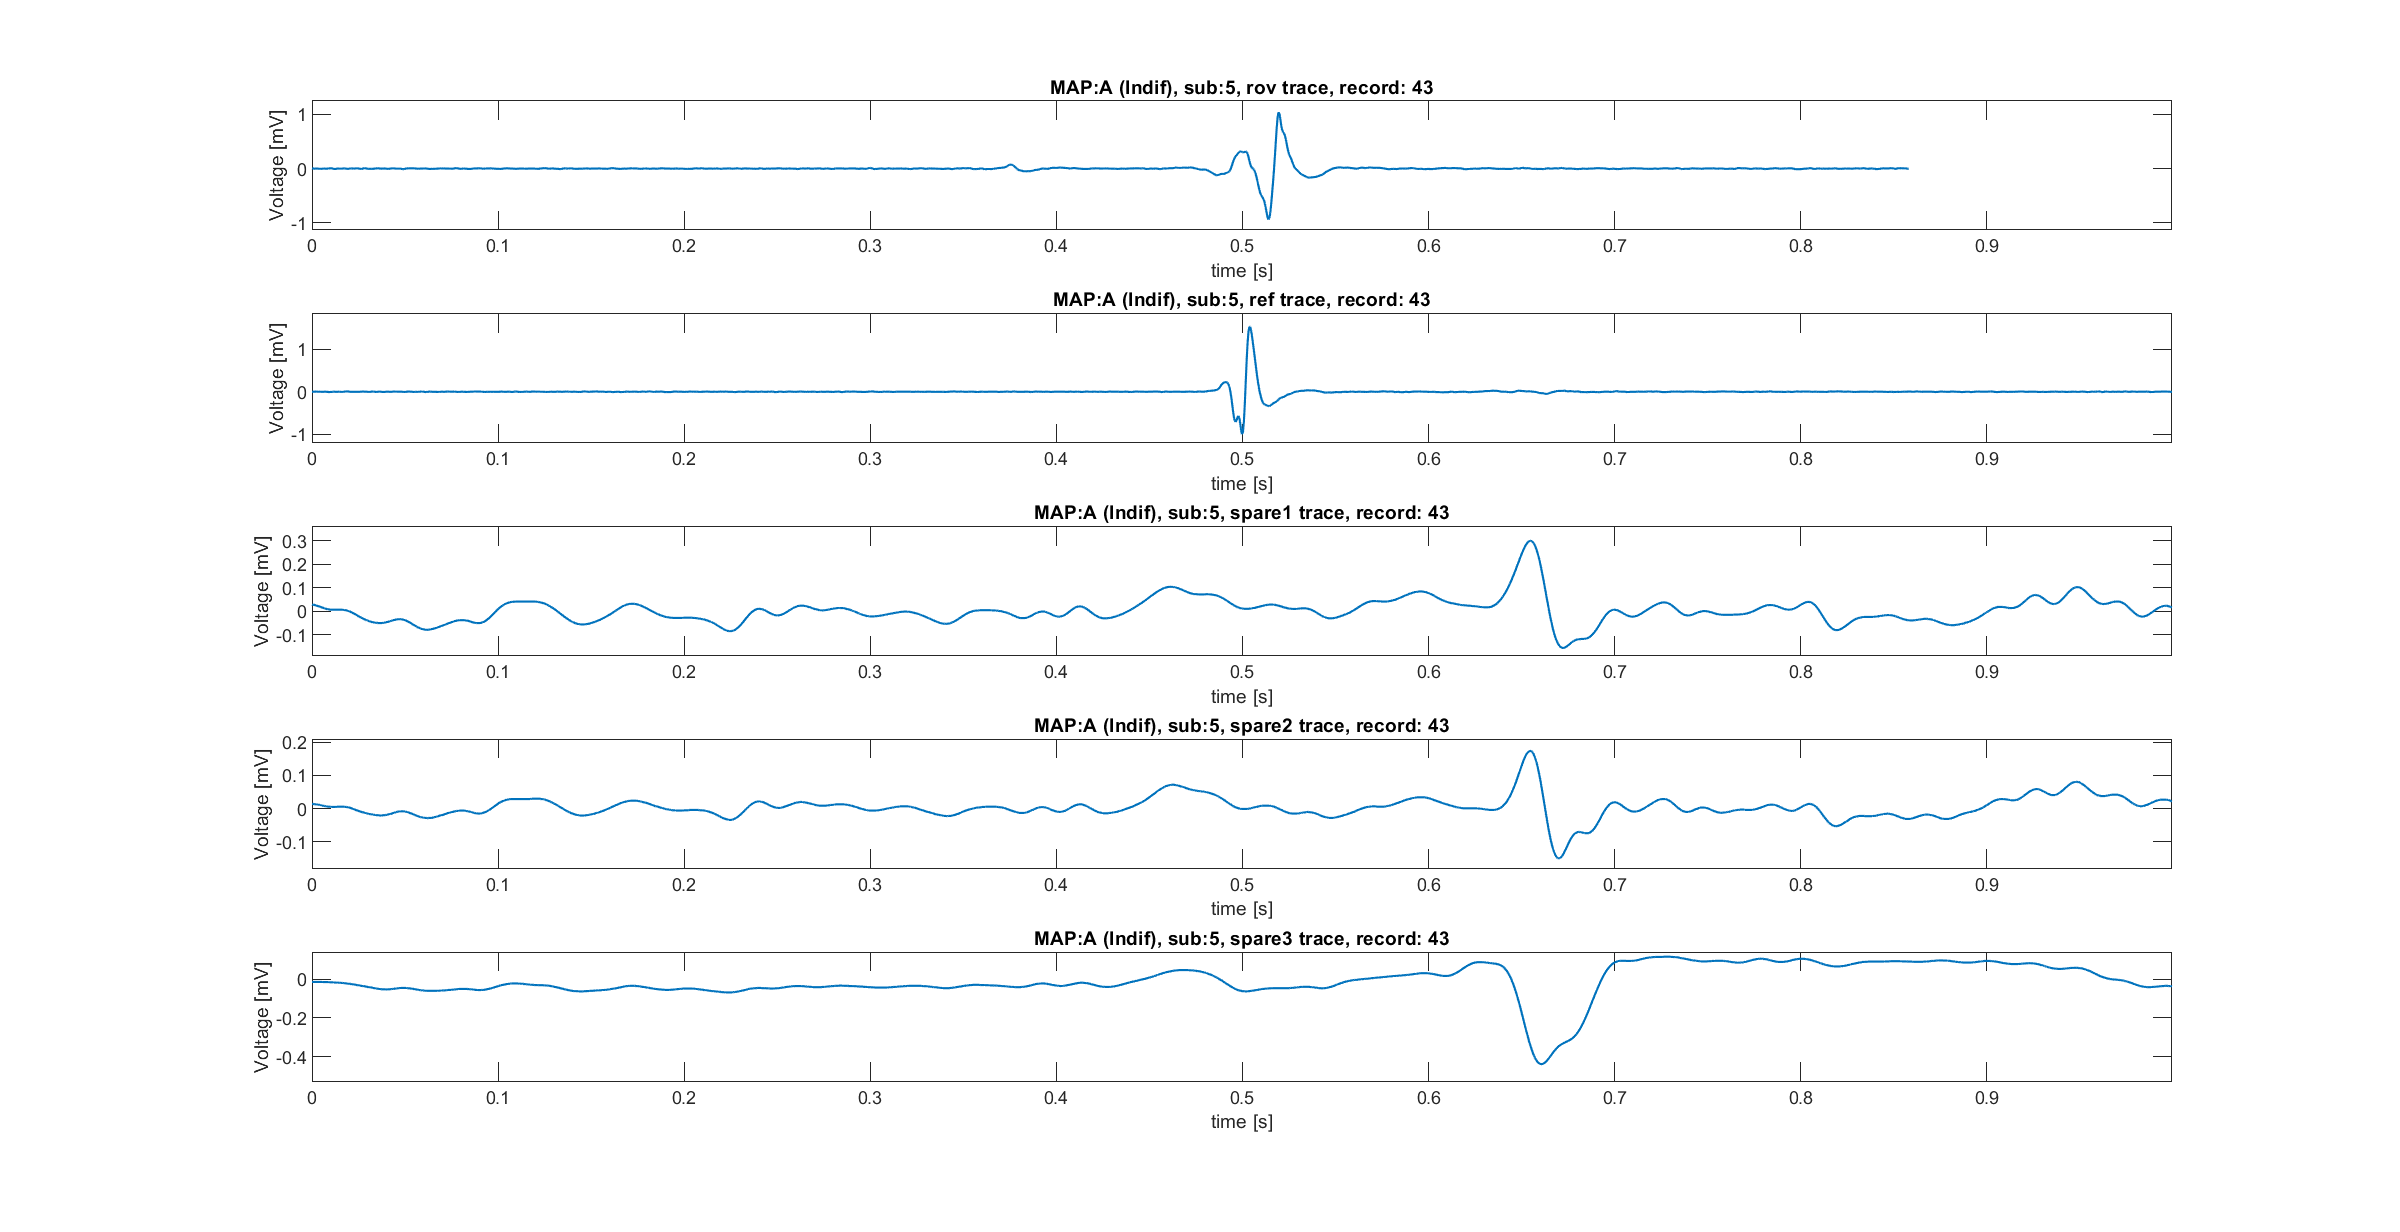 MAP:A (Indif), sub:5, rov trace, record: 43
Voltage [mV]
1
0
-1
0 0.1 0.2 0.3 0.4 0.5 0.6 0.7 0.8 0.9
time [s]
MAP:A (Indif), sub:5, ref trace, record: 43
Voltage [mV]
1
0
-1
0 0.1 0.2 0.3 0.4 0.5 0.6 0.7 0.8 0.9
time [s]
MAP:A (Indif), sub:5, spare1 trace, record: 43
Voltage [mV]
0.3
0.2
0.1
0
-0.1
0 0.1 0.2 0.3 0.4 0.5 0.6 0.7 0.8 0.9
time [s]
MAP:A (Indif), sub:5, spare2 trace, record: 43
Voltage [mV]
0.2
0.1
0
-0.1
0 0.1 0.2 0.3 0.4 0.5 0.6 0.7 0.8 0.9
time [s]
MAP:A (Indif), sub:5, spare3 trace, record: 43
Voltage [mV]
0
-0.2
-0.4
0 0.1 0.2 0.3 0.4 0.5 0.6 0.7 0.8 0.9
time [s]